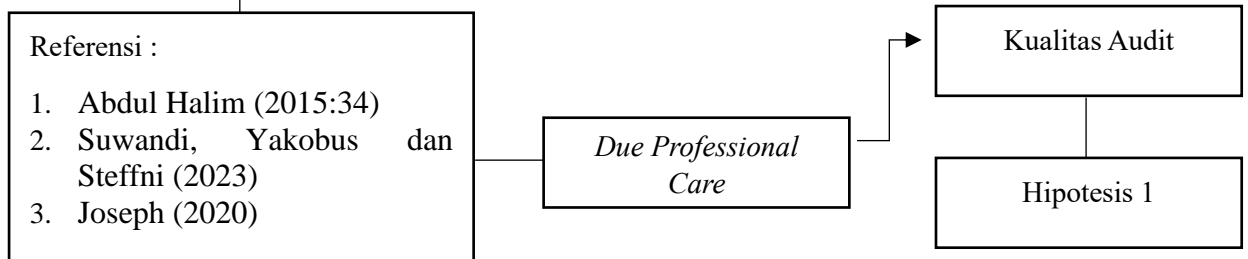 Referensi :
1. Abdul Halim (2015:34)
2. Suwandi, Yakobus dan
Steffni (2023)
3. Joseph (2020)
Due Professional
Care
Kualitas Audit
Hipotesis 1